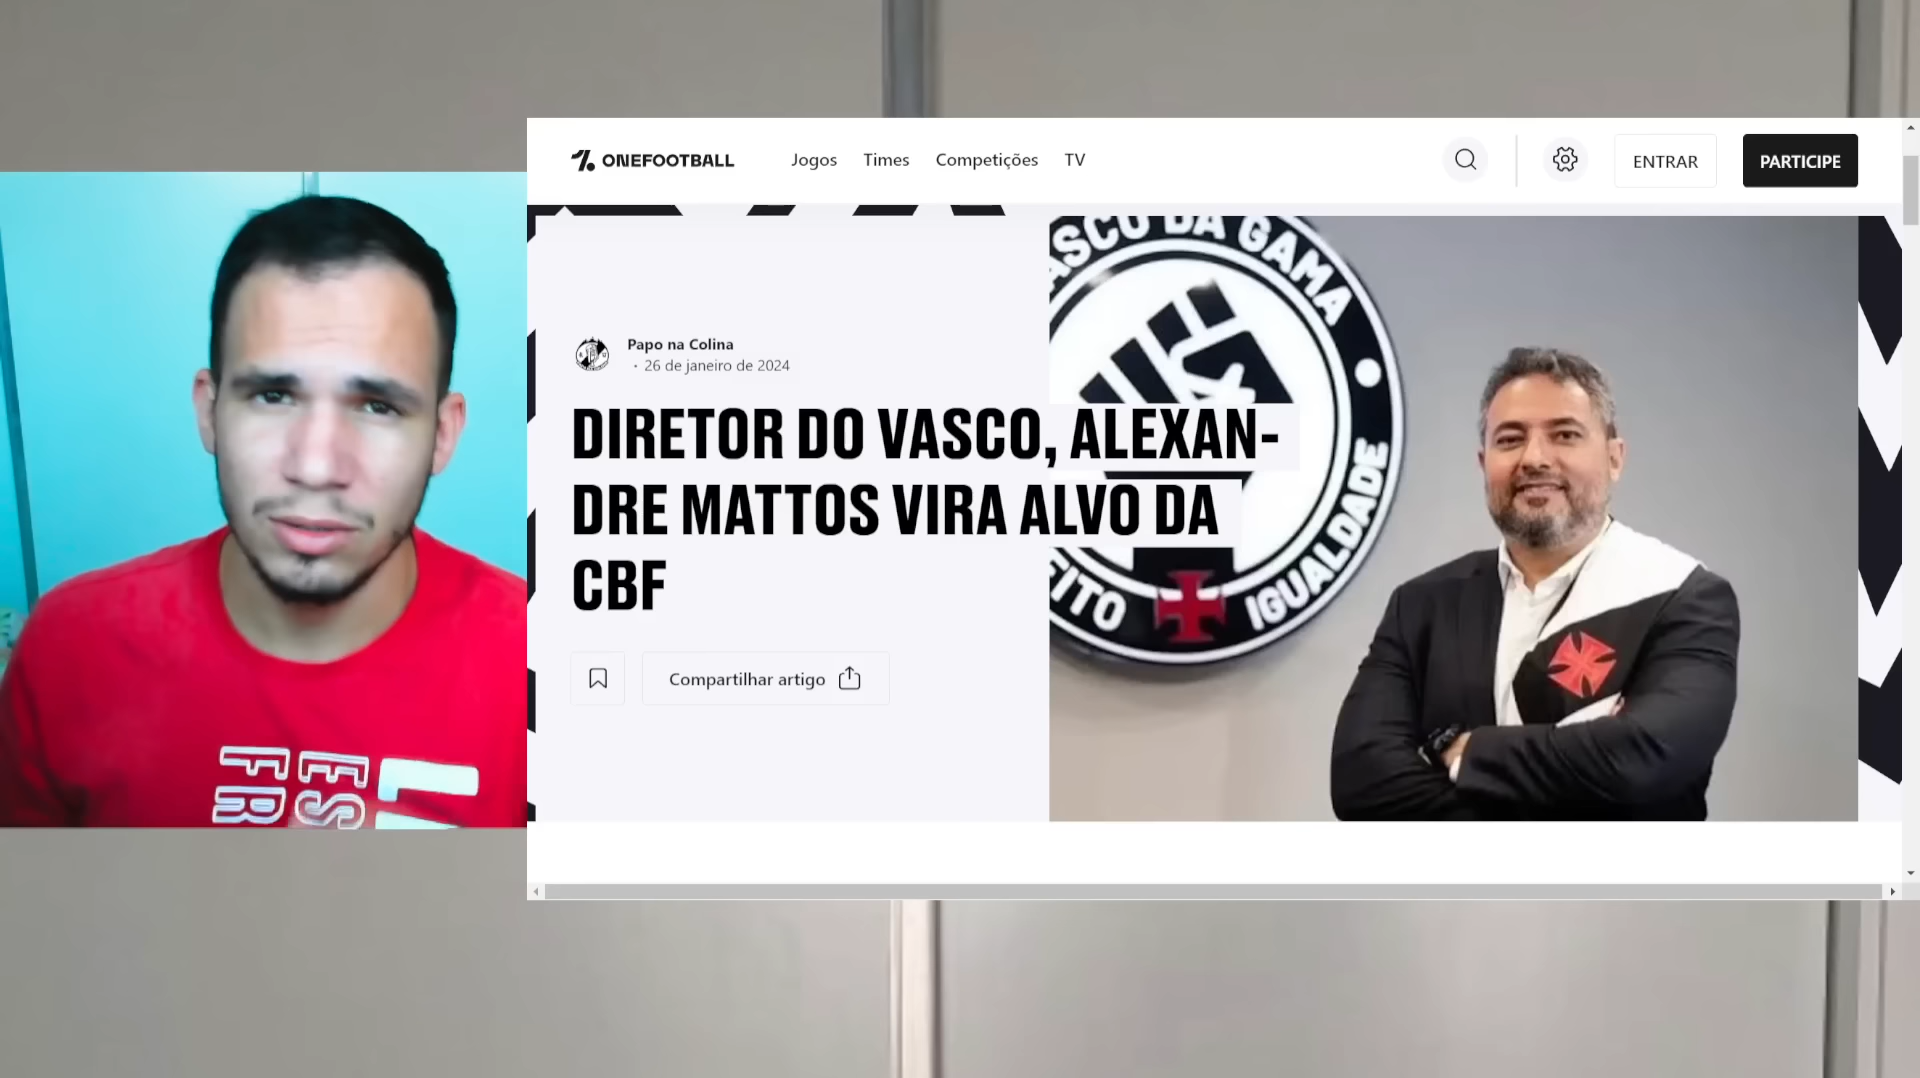 ONEFOOTBALL
Jogos Times Competições TV
ENTRAR
PARTICIPE
Papo na Colina
· 26 de janeiro de 2024
DIRETOR DO VASCO, ALEXAN-
DRE MATTOS VIRA ALVO DA
CBF
Compartilhar artigo
VASCO DA GAMA
IGUALDADE